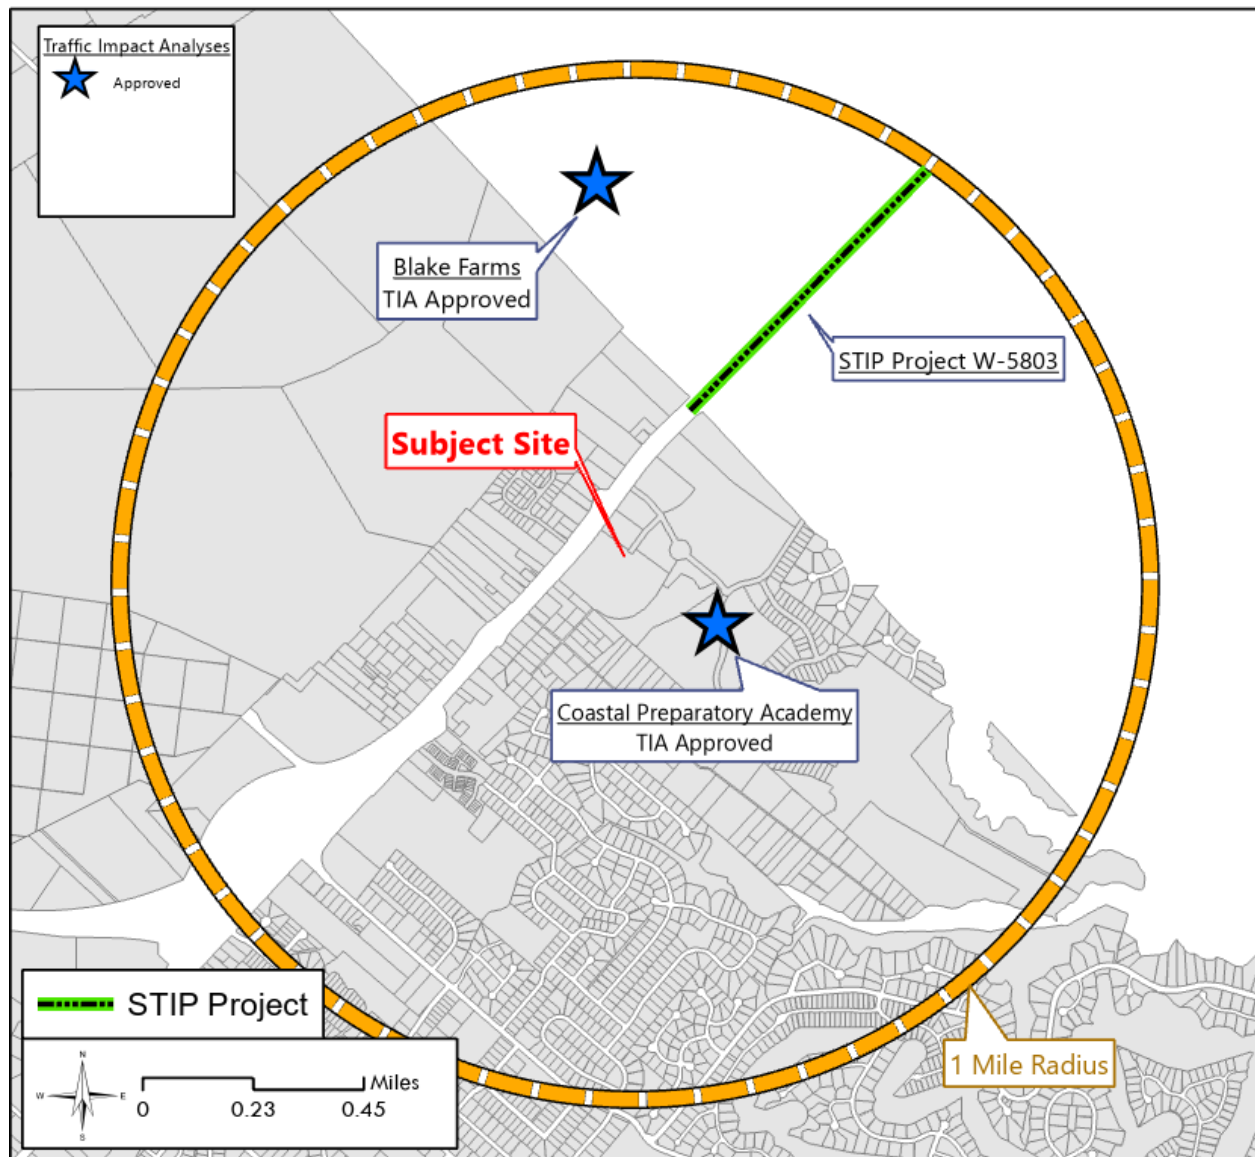 Traffic Impact Analyses
Approved
Blake Farms
TIA Approved
STIP Project W-5803
Subject Site
Coastal Preparatory Academy
TIA Approved
STIP Project
1 Mile Radius
N
W
E
S
0
0.23
0.45
Miles